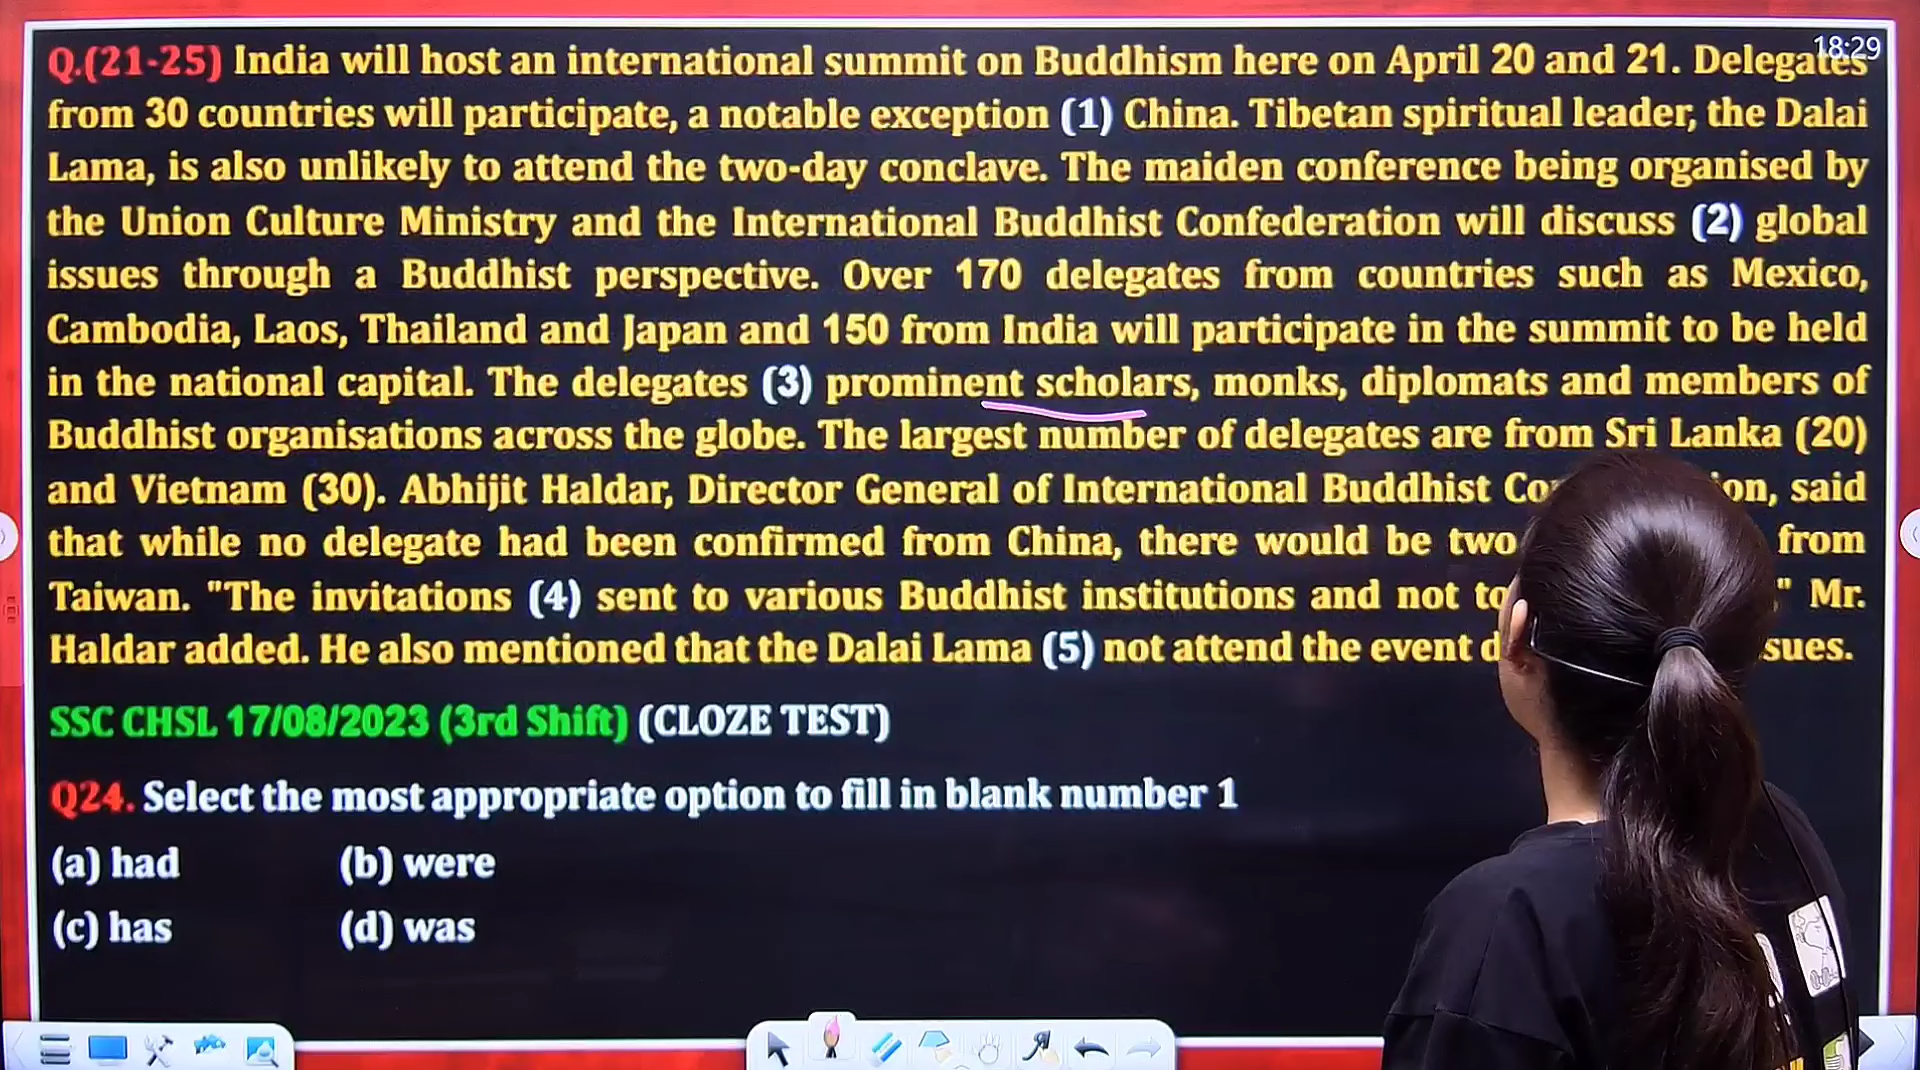 18:29
Q.(21-25) India will host an international summit on Buddhism here on April 20 and 21. Delegates
from 30 countries will participate, a notable exception (1) China. Tibetan spiritual leader, the Dalai
Lama, is also unlikely to attend the two-day conclave. The maiden conference being organised by
the Union Culture Ministry and the International Buddhist Confederation will discuss (2) global
issues through a Buddhist perspective. Over 170 delegates from countries such as Mexico,
Cambodia, Laos, Thailand and Japan and 150 from India will participate in the summit to be held
in the national capital. The delegates (3) prominent scholars, monks, diplomats and members of
Buddhist organisations across the globe. The largest number of delegates are from Sri Lanka (20)
and Vietnam (30). Abhijit Haldar, Director General of International Buddhist said
that while no delegate had been confirmed from China, there would be two from
Taiwan. "The invitations (4) sent to various Buddhist institutions and not to " Mr.
Haldar added. He also mentioned that the Dalai Lama (5) not attend the event
SSC CHSL 17/08/2023 (3rd Shift) (CLOZE TEST)
Q24. Select the most appropriate option to fill in blank number 1
(a) had (b) were
(c) has (d) was